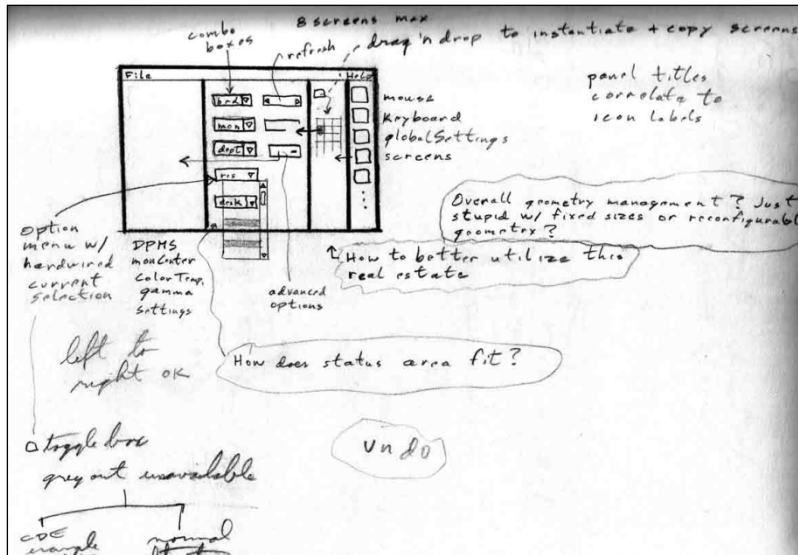 8 screens max
drag 'n drop to instantiate + copy screens
combo
boxes
refresh
File
Help
brd
mon
dept
res
desk
mouse
Keyboard
globalSettings
screens
panel titles
correlate to
icon labels
Overall geometry management? Just
stupid w/ fixed sizes or reconfigurable
geometry?
How to better utilize this
real estate
option
menu w/
hardwired
current
selection
DPMS
monCenter
ColorTemp,
gamma
settings
advanced
options
left to
right OK
How does status area fit?
undo
toggle box
grey out unavailable
CDE
example
normal